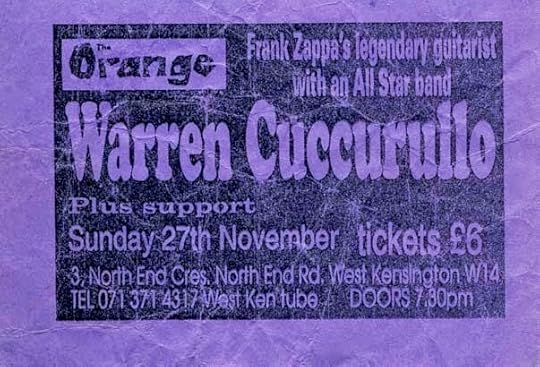 The Orange
Frank Zappa's legendary guitarist
with an All Star band
Warren Cuccurullo
Plus support
Sunday 27th November tickets £6
3, North End Cres, North End Rd, West Kensington W14
TEL 071 371 4317 West Ken tube DOORS 7.30pm